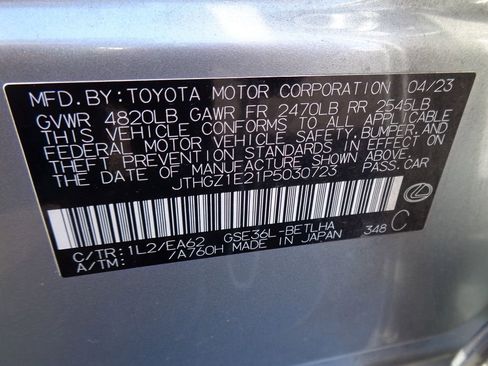 MFD.BY:TOYOTA MOTOR CORPORATION 04/23
GVWR 4820LB GAWR FR 2470LB RR 2545LB
THIS VEHICLE CONFORMS TO ALL APPLICABLE
FEDERAL MOTOR VEHICLE SAFETY,BUMPER,AND
THEFT PREVENTION STANDARDS IN EFFECT ON
THE DATE OF MANUFACTURE SHOWN ABOVE.
JTHGZ1E21P5030723 PASS.CAR
C/TR:1L2/EA62 GSE36L-BETLHA 348 C
A/TM: /A760H MADE IN JAPAN